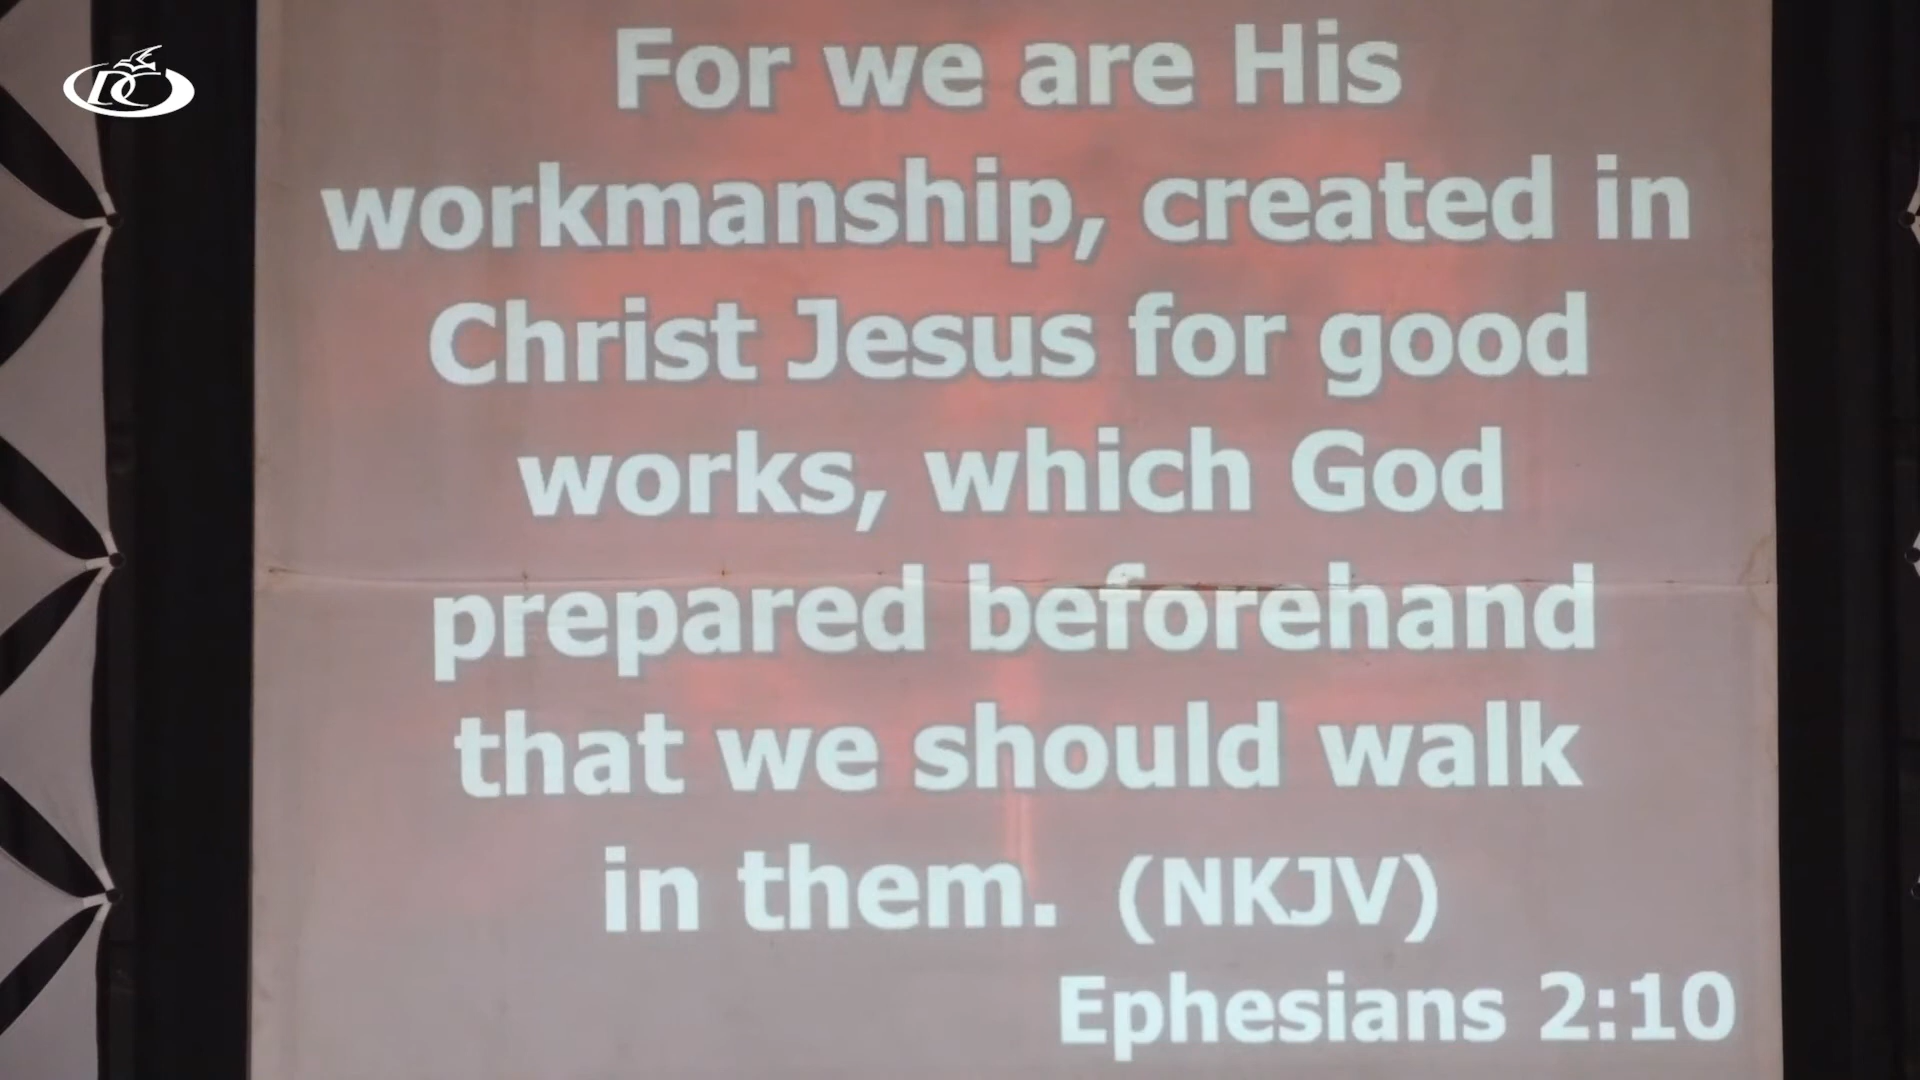 DC
For we are His
workmanship, created in
Christ Jesus for good
works, which God
prepared beforehand
that we should walk
in them. (NKJV)
Ephesians 2:10